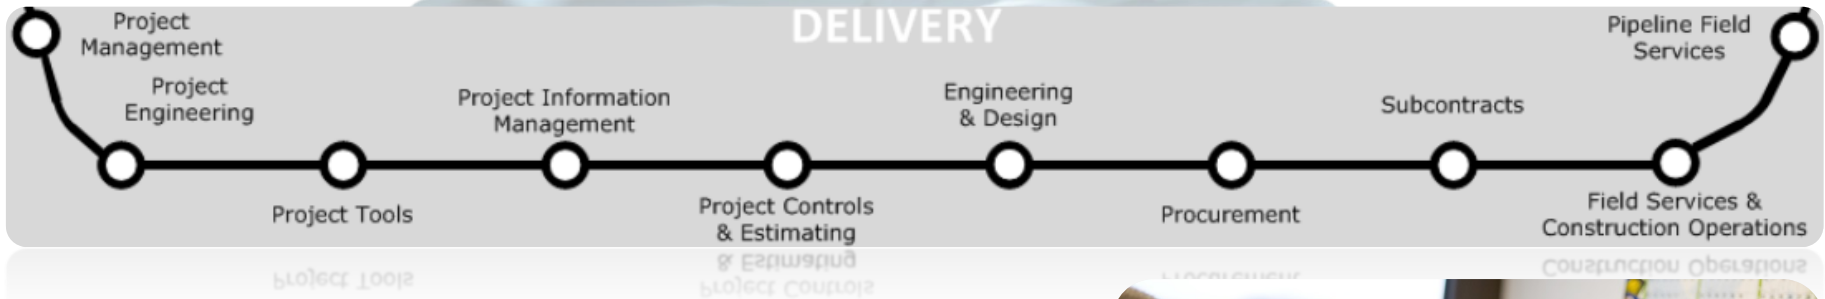 DELIVERY
Project
Management
Project
Engineering
Project Tools
Project Information
Management
Project Controls
& Estimating
Engineering
& Design
Procurement
Subcontracts
Field Services &
Construction Operations
Pipeline Field
Services